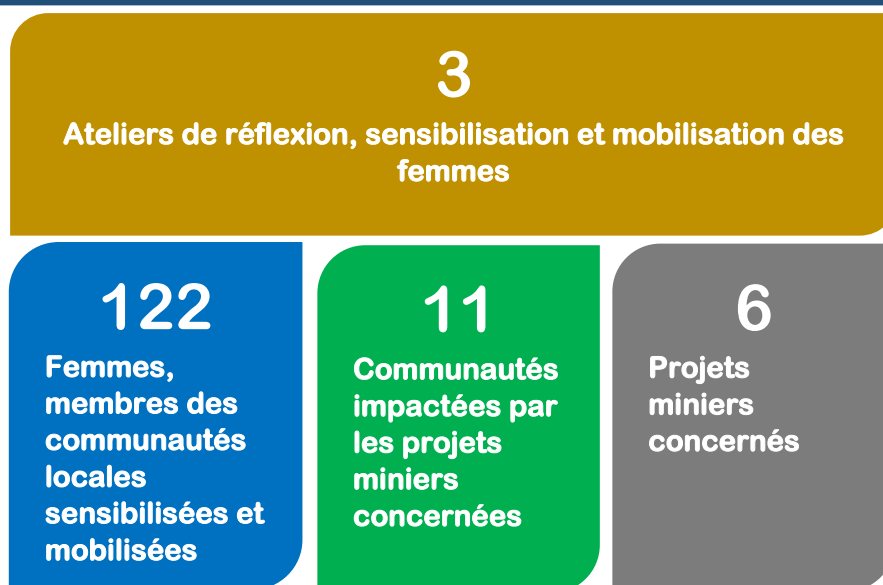 3
Ateliers de réflexion, sensibilisation et mobilisation des
femmes
122
Femmes,
membres des
communautés
locales
sensibilisées et
mobilisées
11
Communautés
impactées par
les projets
miniers
concernées
6
Projets
miniers
concernés